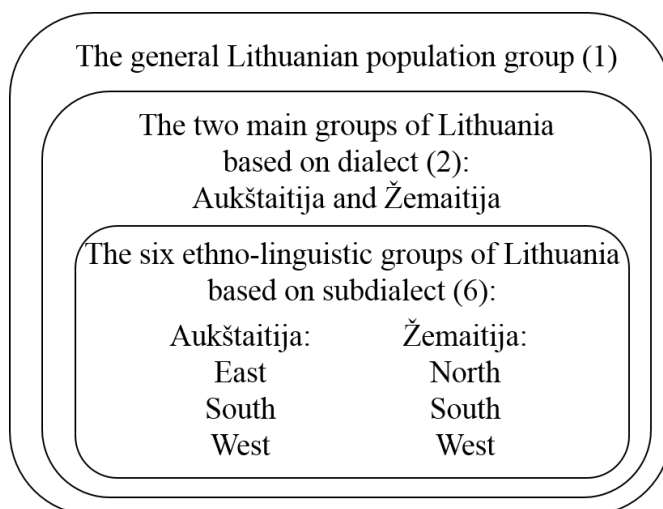 The general Lithuanian population group (1)
The two main groups of Lithuania
based on dialect (2):
Aukštaitija and Žemaitija
The six ethno-linguistic groups of Lithuania
based on subdialect (6):
Aukštaitija: Žemaitija:
East North
South South
West West